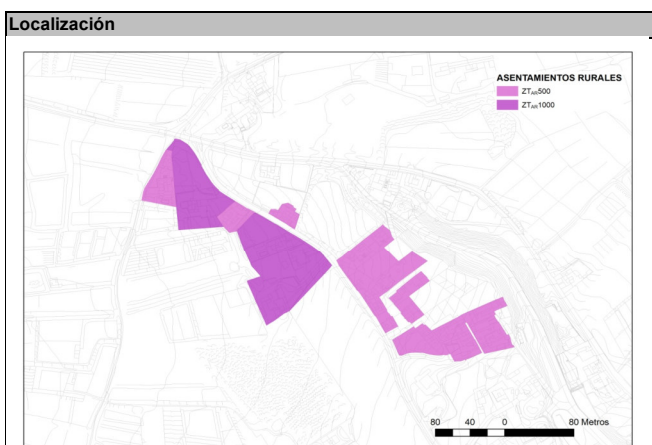 Localización
ASENTAMIENTOS RURALES
ZTAR500
ZTAR1000
80 40 0 80 Metros